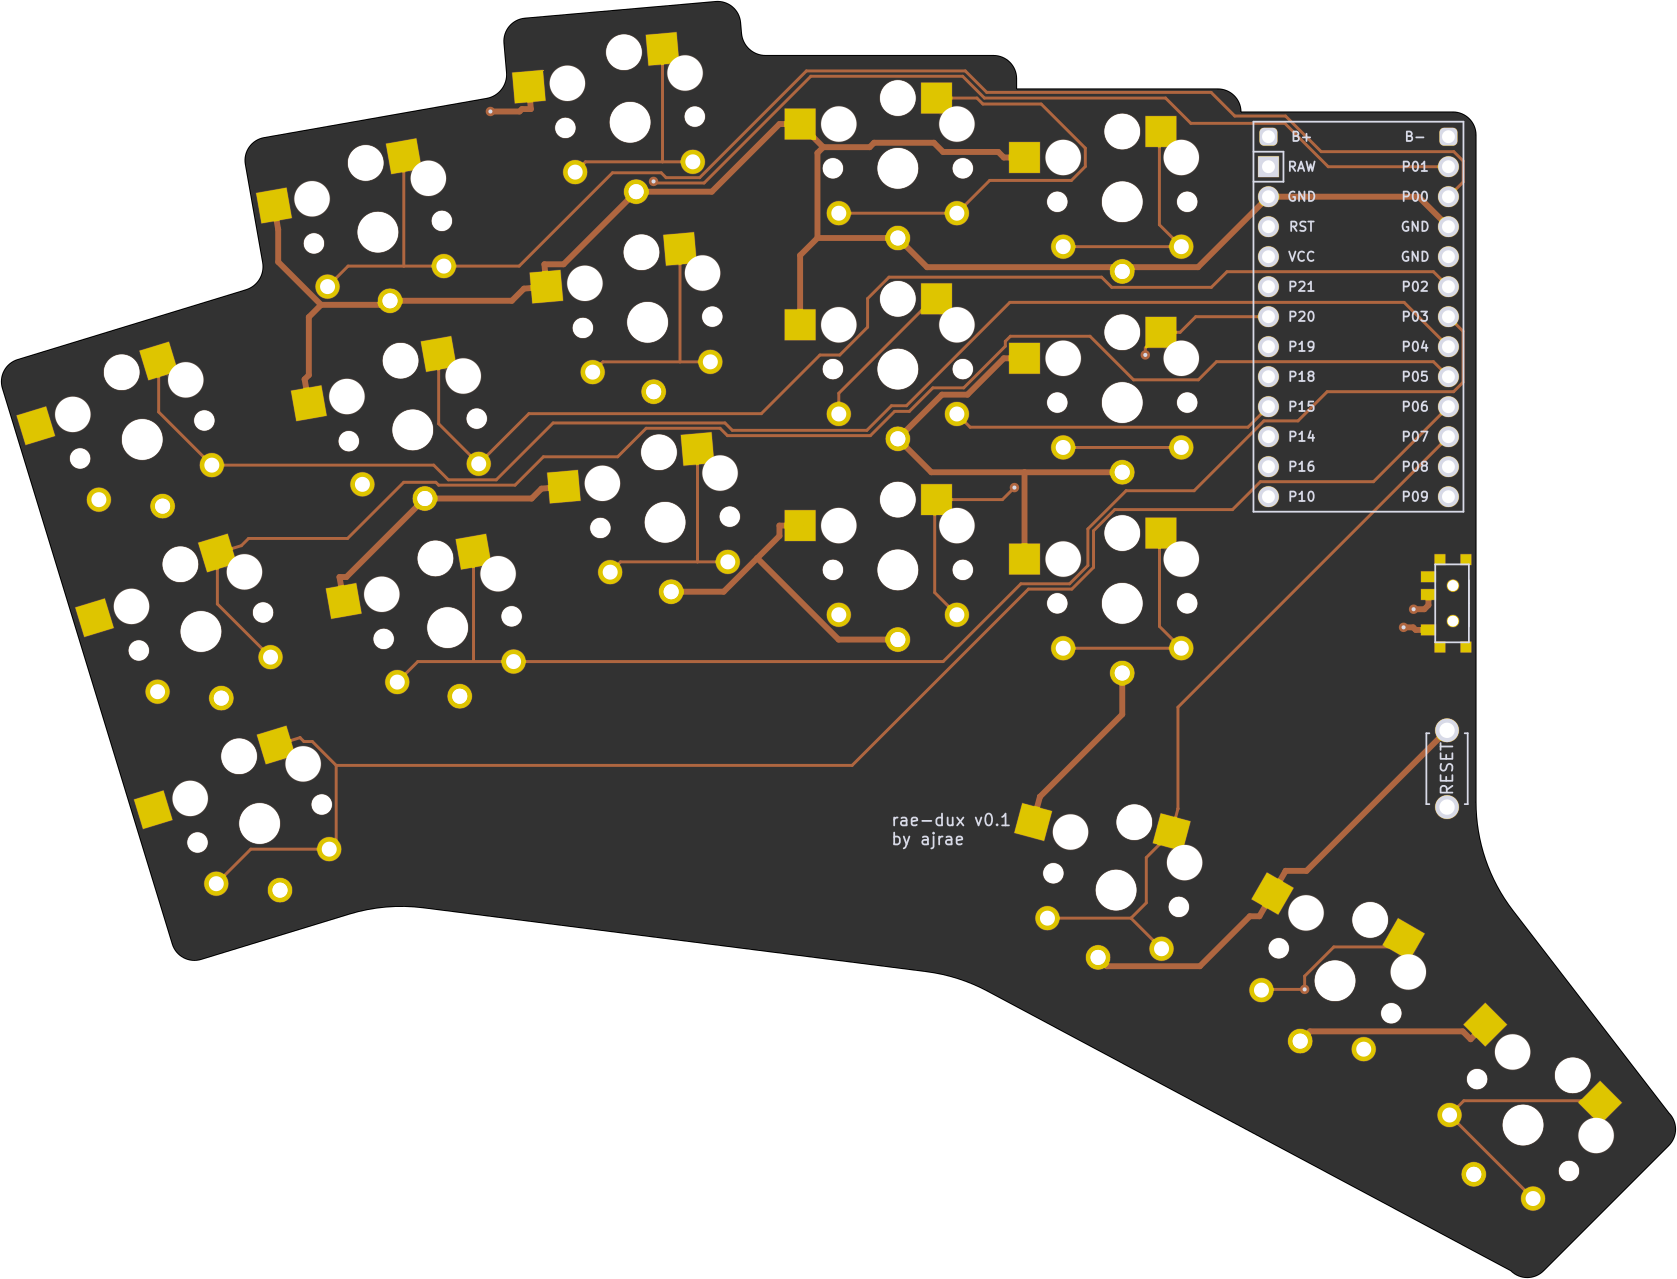 B+ B-
RAW P01
GND P00
RST GND
VCC GND
P21 P02
P20 P03
P19 P04
P18 P05
P15 P06
P14 P07
P16 P08
P10 P09
RESET
rae-dux v0.1
by ajrae